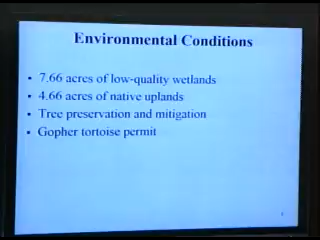 Environmental Conditions
• 7.66 acres of low-quality wetlands
• 4.66 acres of native uplands
• Tree preservation and mitigation
• Gopher tortoise permit